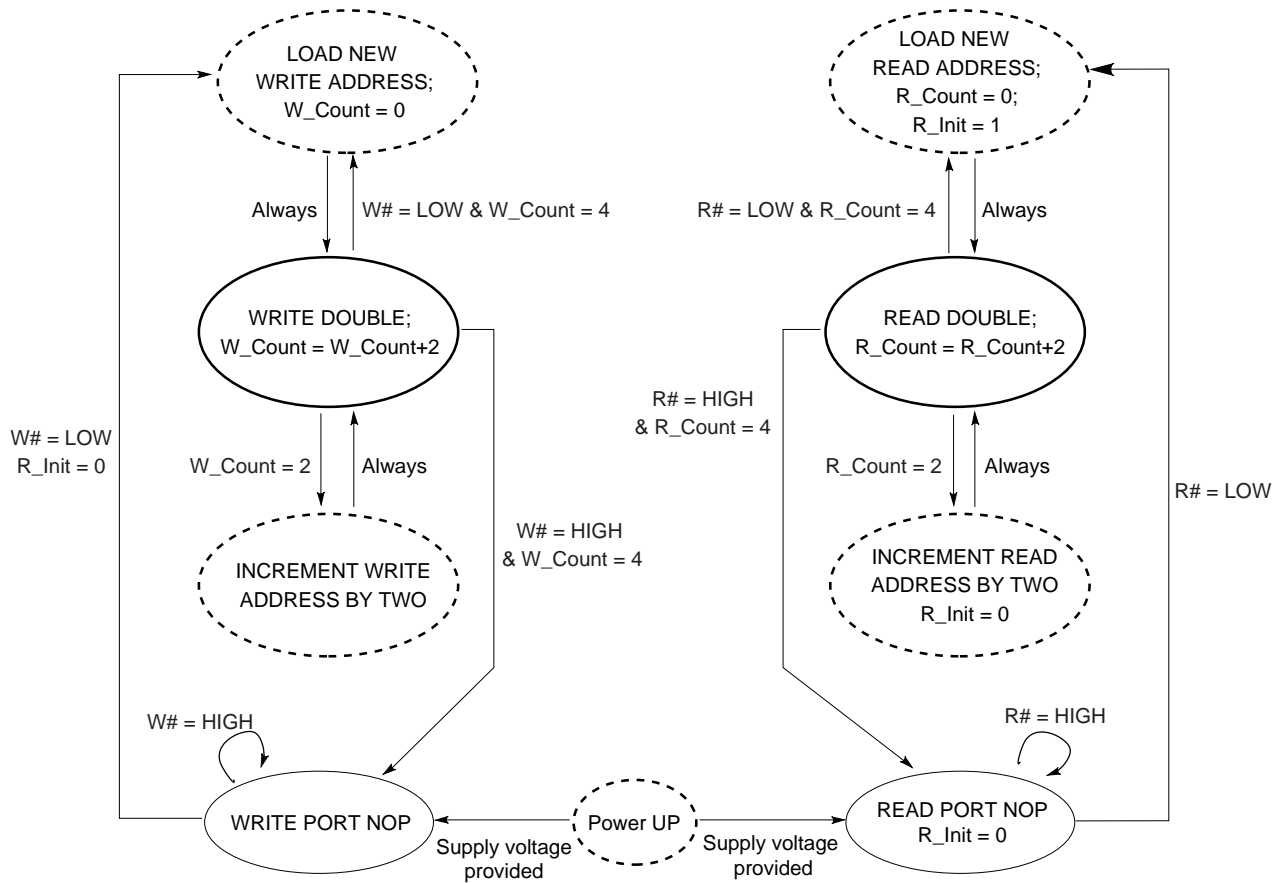 LOAD NEW
WRITE ADDRESS;
W_Count = 0
LOAD NEW
READ ADDRESS;
R_Count = 0;
R_Init = 1
Always
W# = LOW & W_Count = 4
R# = LOW & R_Count = 4
Always
WRITE DOUBLE;
W_Count = W_Count+2
READ DOUBLE;
R_Count = R_Count+2
W# = LOW
R_Init = 0
W_Count = 2
Always
R# = HIGH
& R_Count = 4
R_Count = 2
Always
R# = LOW
W# = HIGH
& W_Count = 4
INCREMENT WRITE
ADDRESS BY TWO
INCREMENT READ
ADDRESS BY TWO
R_Init = 0
W# = HIGH
R# = HIGH
WRITE PORT NOP
Power UP
READ PORT NOP
R_Init = 0
Supply voltage
provided
Supply voltage
provided